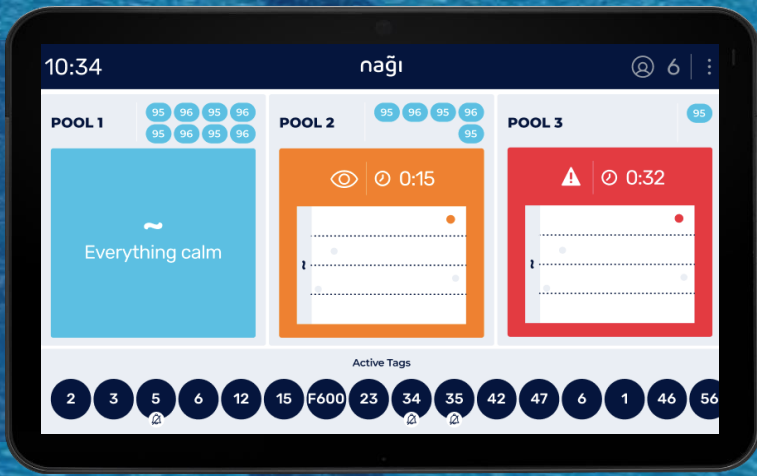 10:34
nağı
6
POOL 1
95 96 95 96
95 96 95 96
~
Everything calm
POOL 2
95 96 95 96
95
0:15
~
POOL 3
95
0:32
~
Active Tags
2 3 5 6 12 15 F600 23 34 35 42 47 6 1 46 56